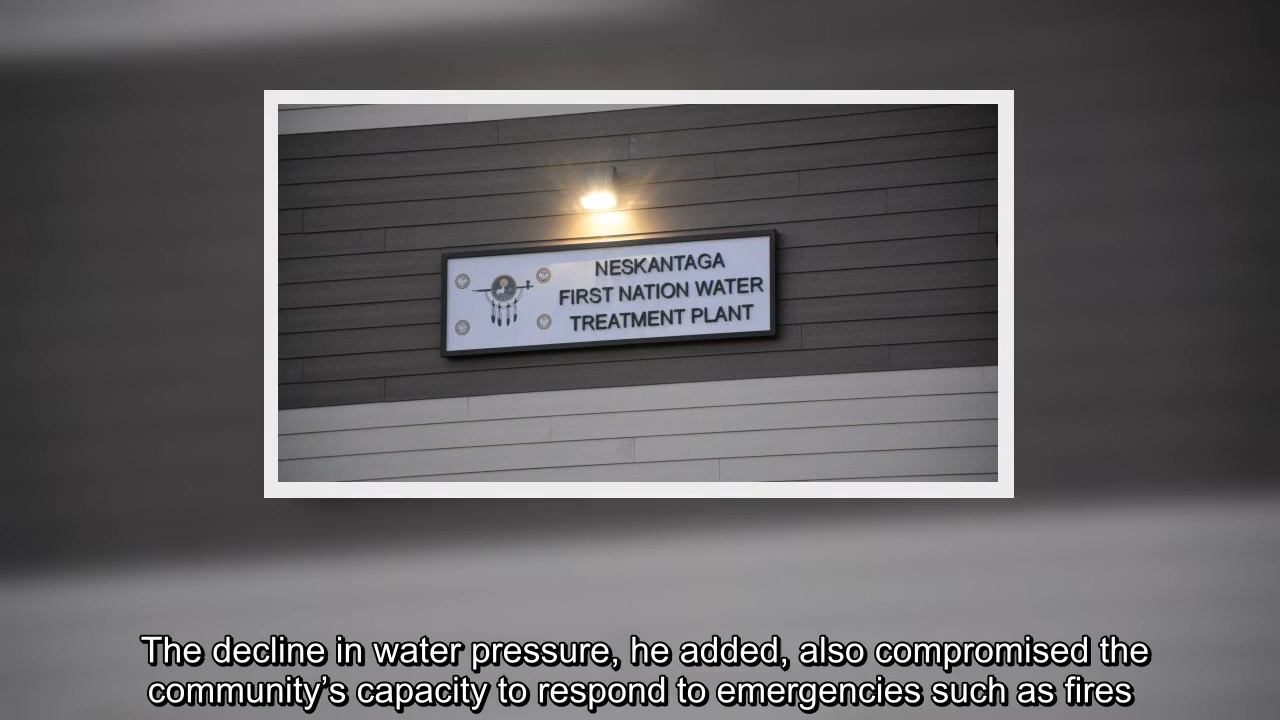 NESKANTAGA
FIRST NATION WATER
TREATMENT PLANT
The decline in water pressure, he added, also compromised the
community’s capacity to respond to emergencies such as fires